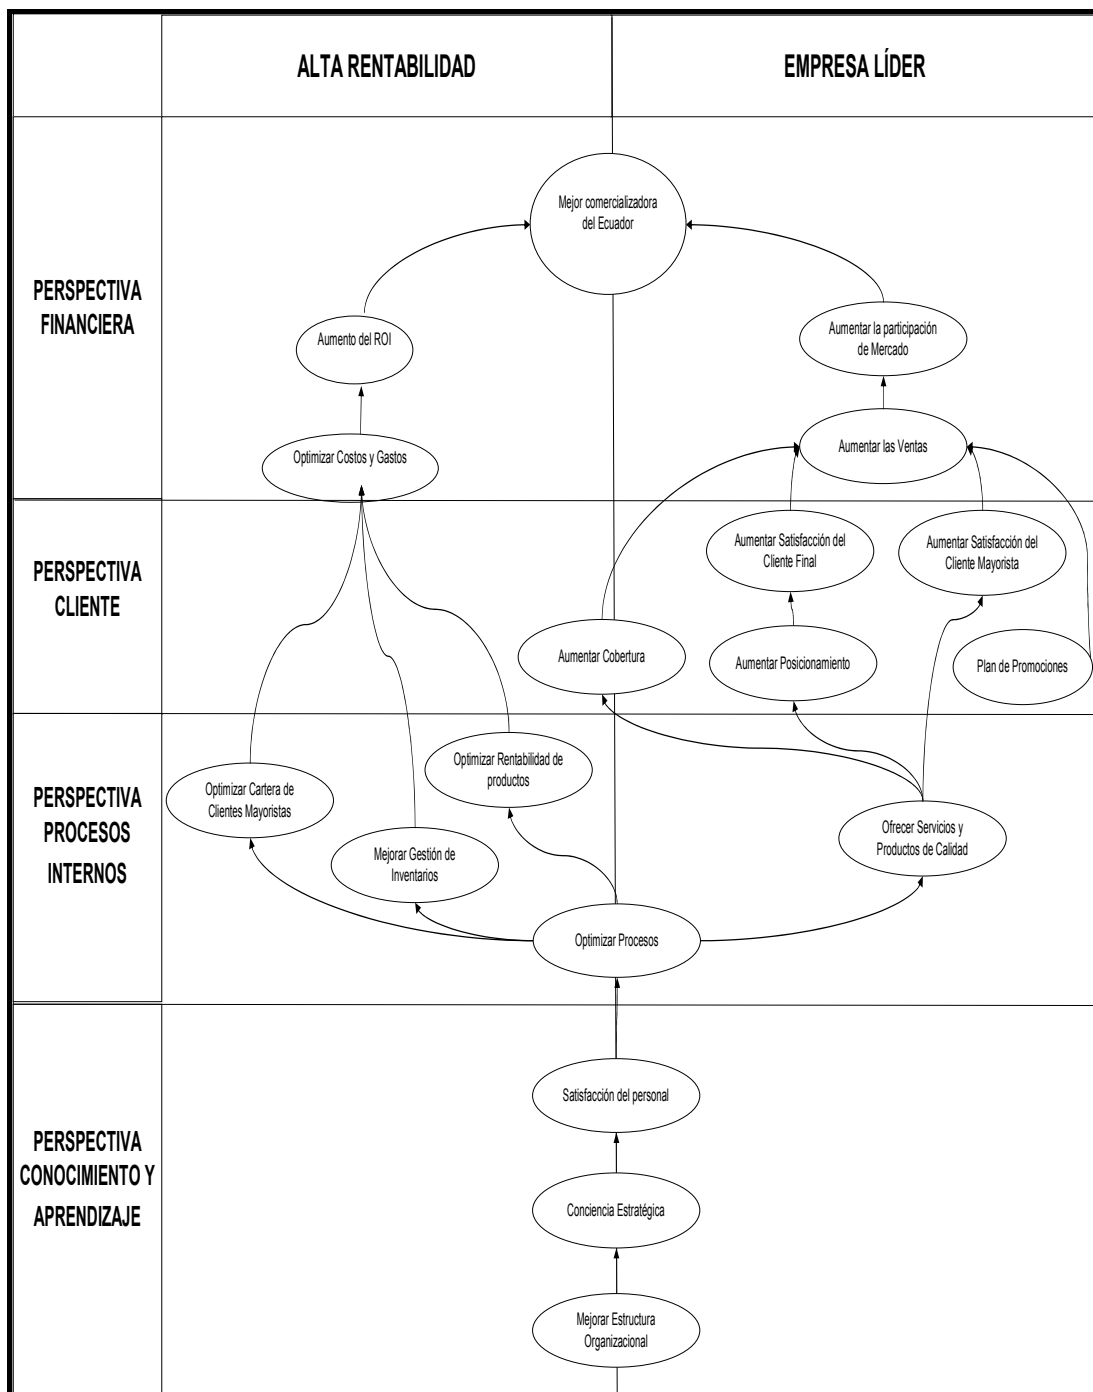 ALTA RENTABILIDAD
EMPRESA LÍDER
PERSPECTIVA
FINANCIERA
Mejor comercializadora
del Ecuador
Aumento del ROI
Aumentar la participación
de Mercado
Optimizar Costos y Gastos
Aumentar las Ventas
PERSPECTIVA
CLIENTE
Aumentar Satisfacción del
Cliente Final
Aumentar Satisfacción del
Cliente Mayorista
Aumentar Cobertura
Aumentar Posicionamiento
Plan de Promociones
PERSPECTIVA
PROCESOS
INTERNOS
Optimizar Cartera de
Clientes Mayoristas
Optimizar Rentabilidad de
productos
Mejorar Gestión de
Inventarios
Ofrecer Servicios y
Productos de Calidad
Optimizar Procesos
PERSPECTIVA
CONOCIMIENTO Y
APRENDIZAJE
Satisfacción del personal
Conciencia Estratégica
Mejorar Estructura
Organizacional